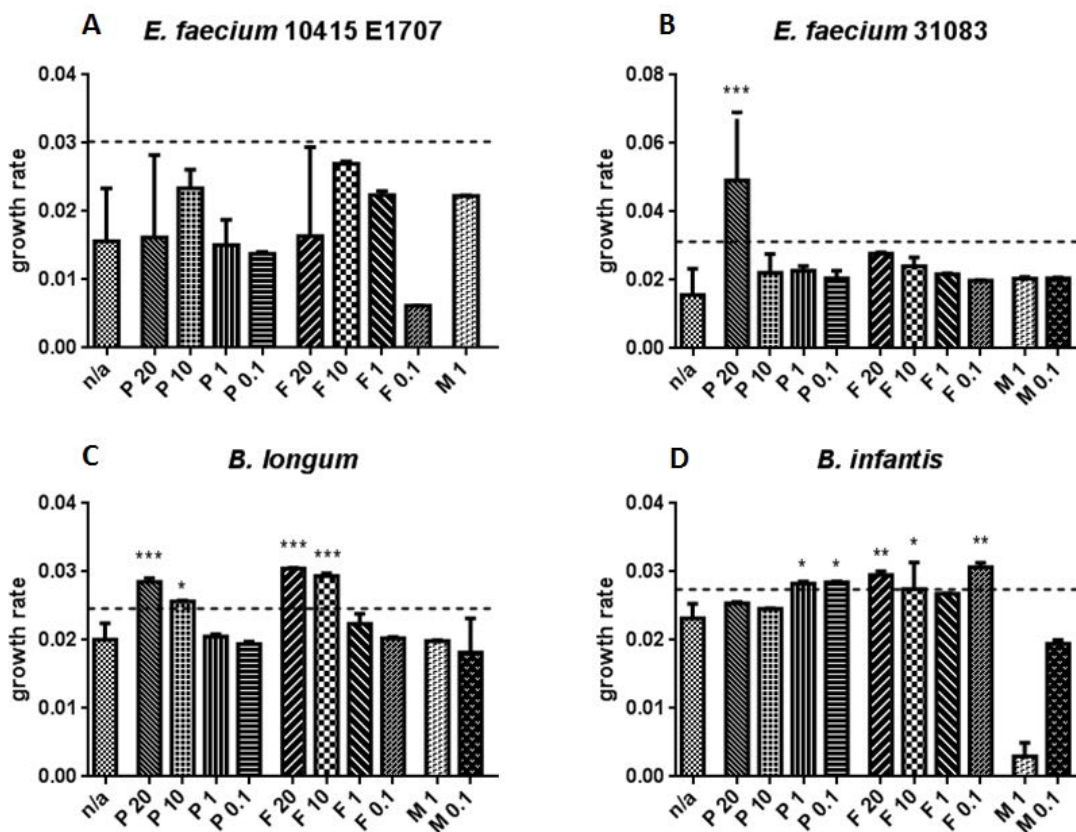 A E. faecium 10415 E1707
growth rate
0.04
0.03
0.02
0.01
0.00
n/a P 20 P 10 P 1 P 0.1 F 20 F 10 F 1 F 0.1 M 1
B E. faecium 31083
growth rate
0.08
0.06
0.04
0.02
0.00
***
n/a P 20 P 10 P 1 P 0.1 F 20 F 10 F 1 F 0.1 M 1 M 0.1
C B. longum
growth rate
0.04
0.03
0.02
0.01
0.00
*** * *** ***
n/a P 20 P 10 P 1 P 0.1 F 20 F 10 F 1 F 0.1 M 1 M 0.1
D B. infantis
growth rate
0.04
0.03
0.02
0.01
0.00
* * ** * **
n/a P 20 P 10 P 1 P 0.1 F 20 F 10 F 1 F 0.1 M 1 M 0.1